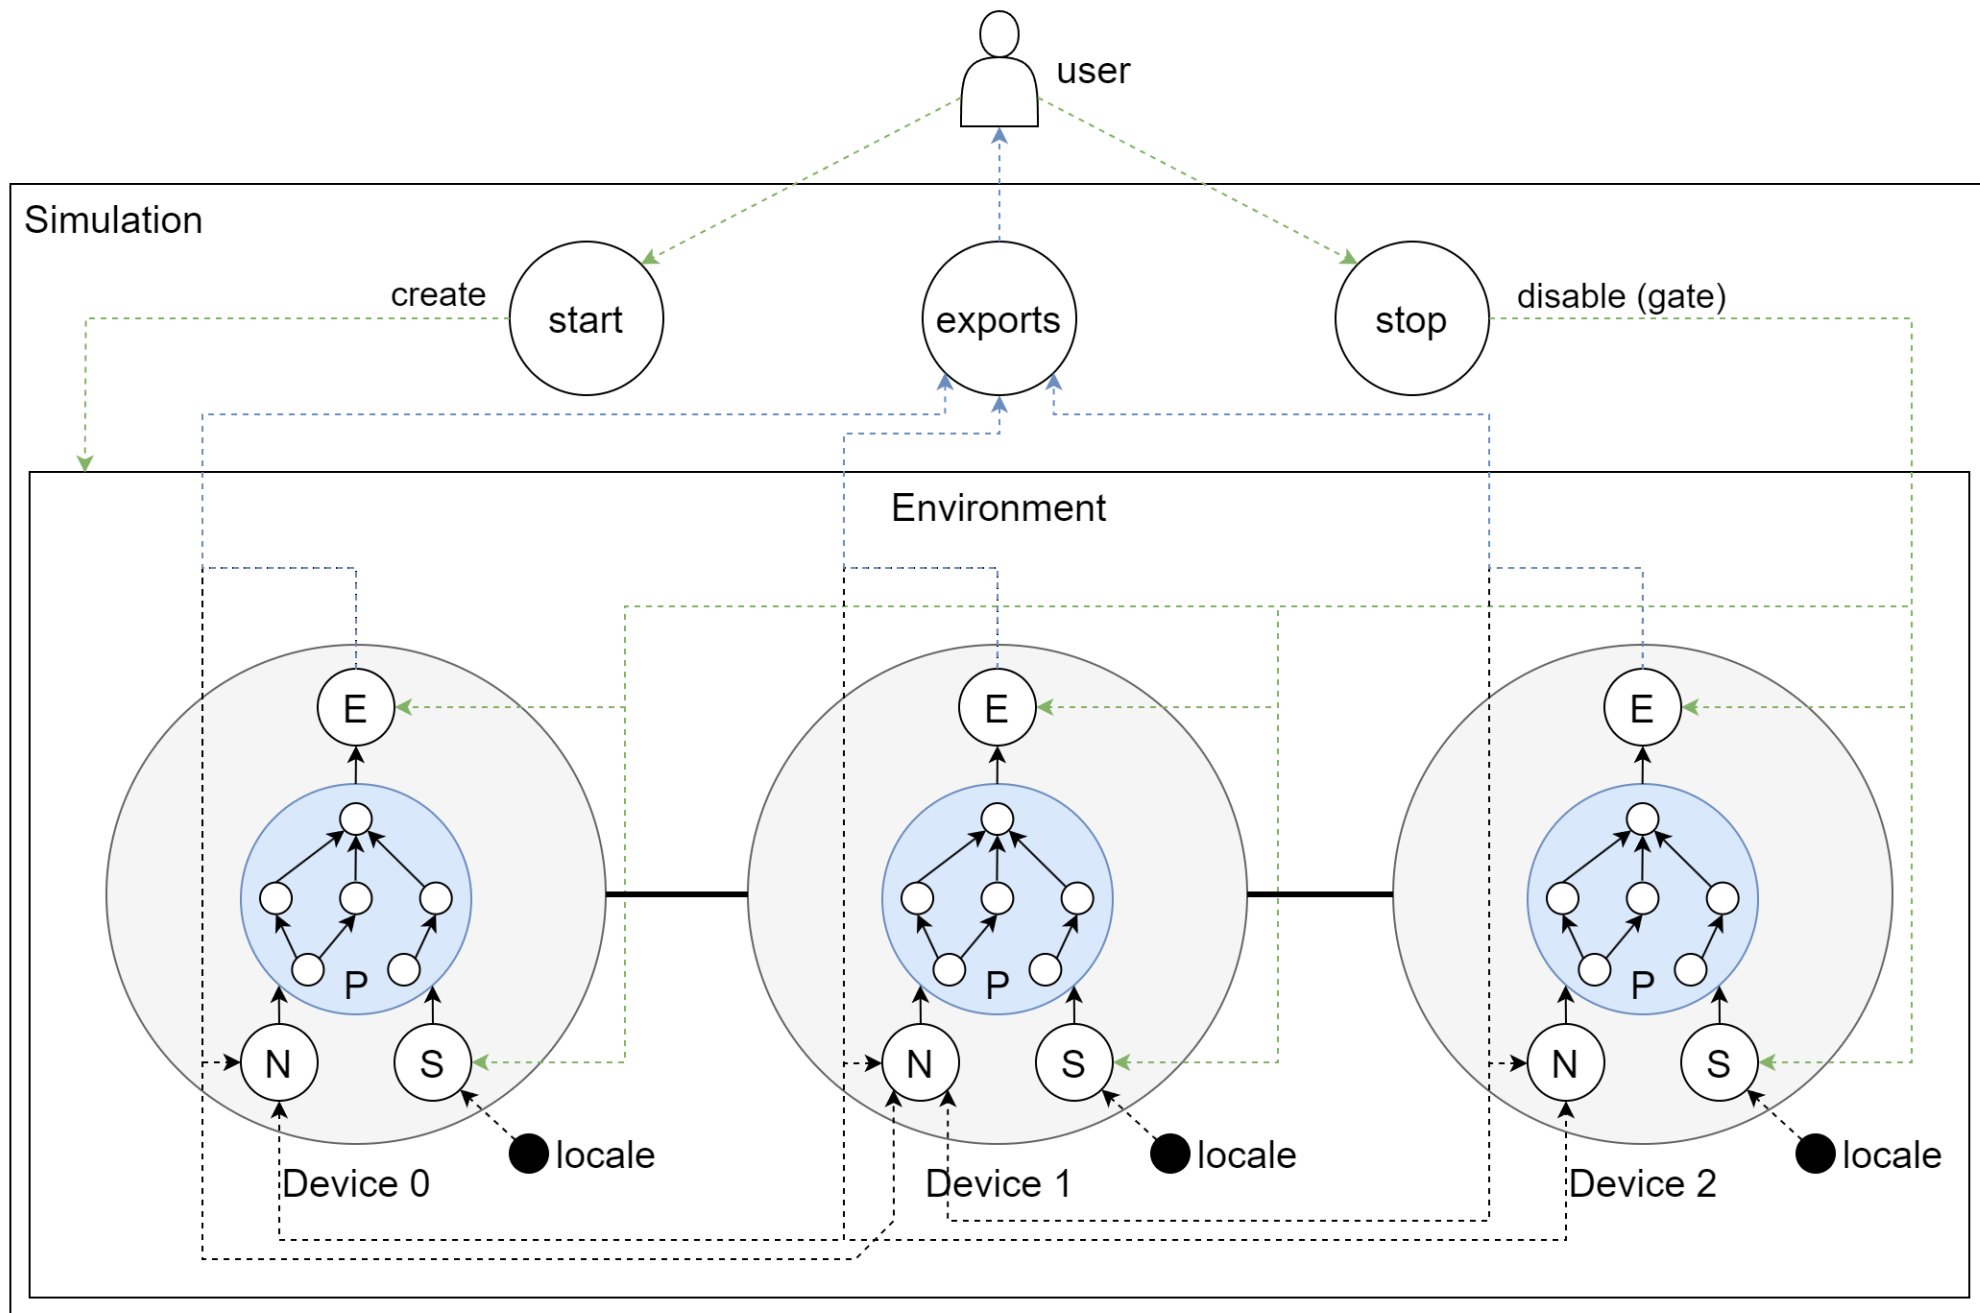 user
Simulation
create
start
exports
stop
disable (gate)
Environment
E
E
E
P
P
P
N
S
N
S
N
S
locale
locale
locale
Device 0
Device 1
Device 2